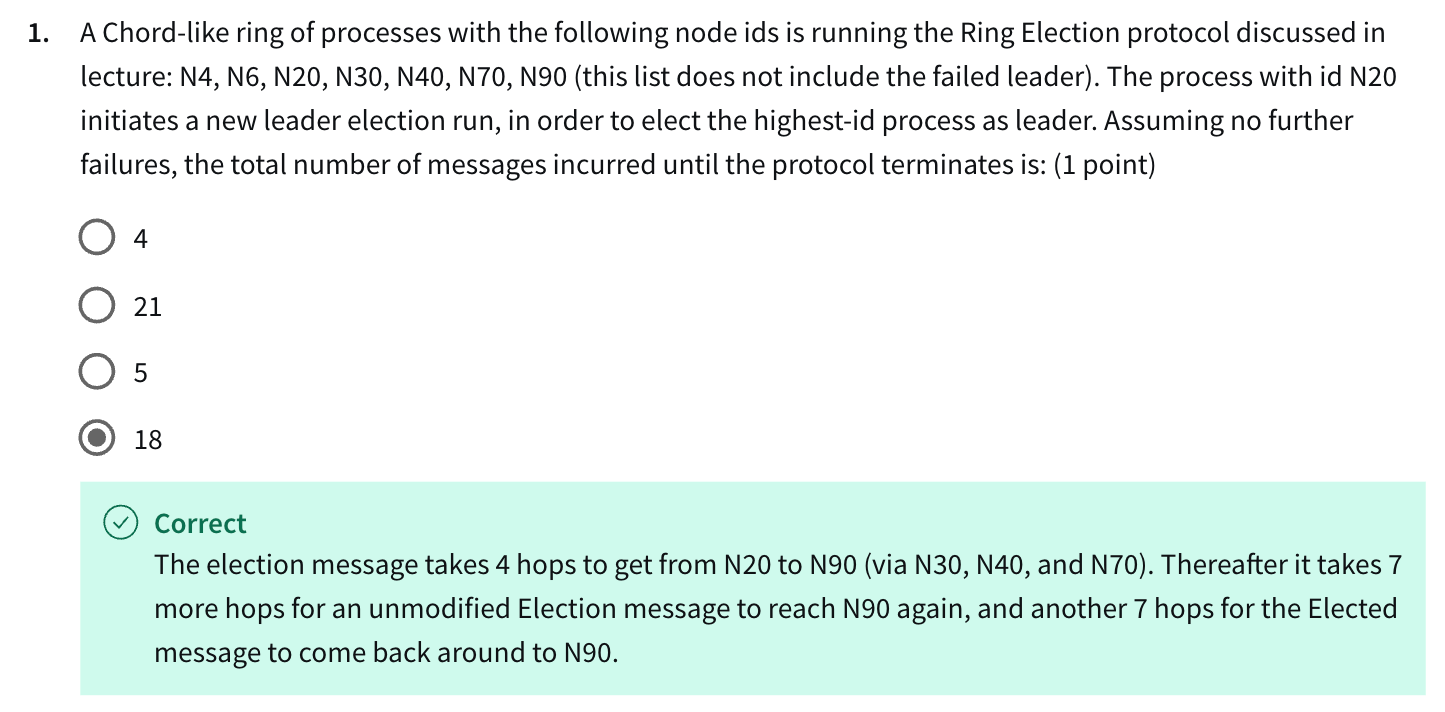 1. A Chord-like ring of processes with the following node ids is running the Ring Election protocol discussed in
lecture: N4, N6, N20, N30, N40, N70, N90 (this list does not include the failed leader). The process with id N20
initiates a new leader election run, in order to elect the highest-id process as leader. Assuming no further
failures, the total number of messages incurred until the protocol terminates is: (1 point)
4
21
5
18
Correct
The election message takes 4 hops to get from N20 to N90 (via N30, N40, and N70). Thereafter it takes 7
more hops for an unmodified Election message to reach N90 again, and another 7 hops for the Elected
message to come back around to N90.